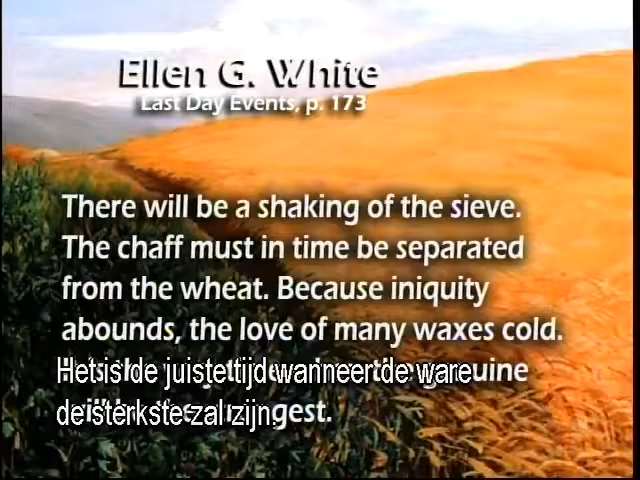 Ellen G. White
Last Day Events, p. 173
There will be a shaking of the sieve.
The chaff must in time be separated
from the wheat. Because iniquity
abounds, the love of many waxes cold.
Het is de juiste tijd wanneer de ware
de sterkste zal zijn.